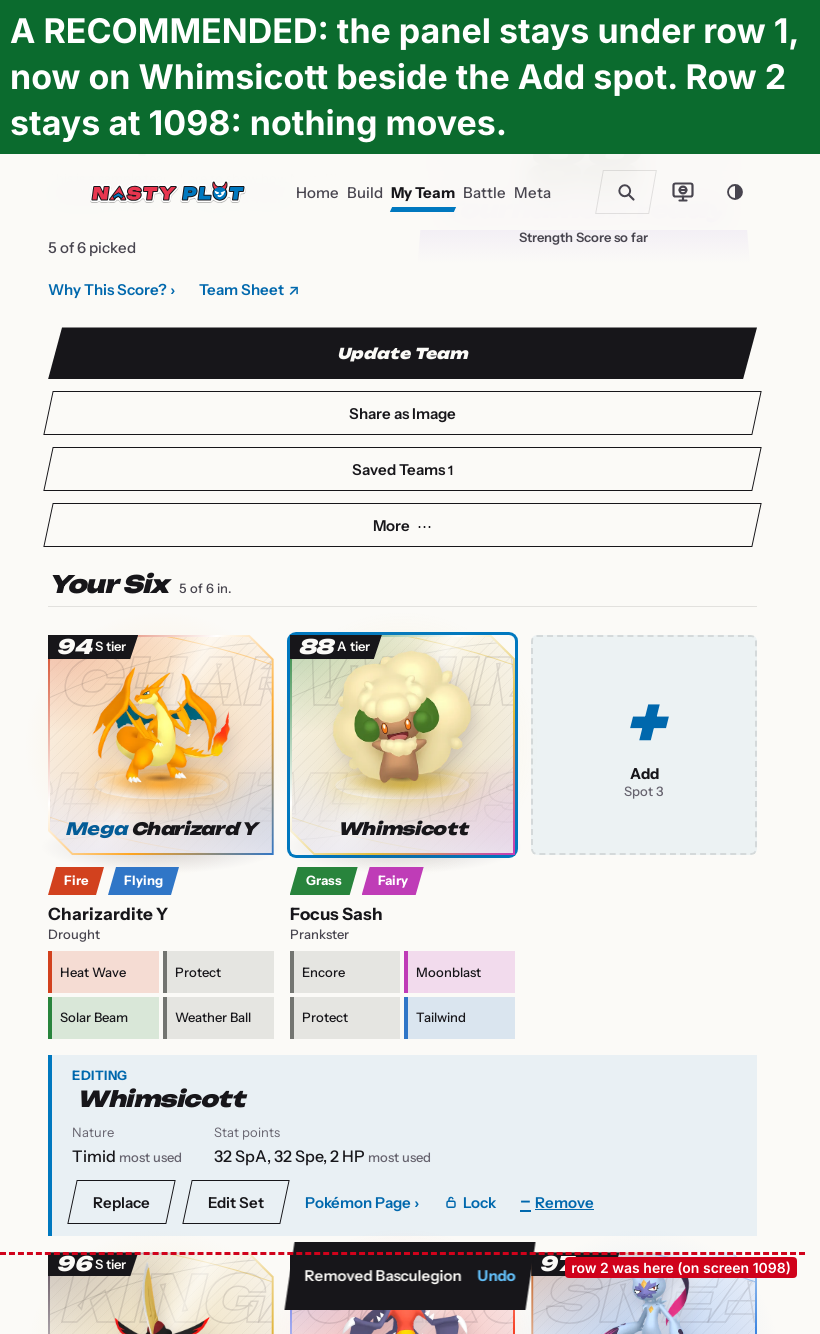 A RECOMMENDED: the panel stays under row 1,
now on Whimsicott beside the Add spot. Row 2
stays at 1098: nothing moves.
NASTY PLOT
Home Build My Team Battle Meta
5 of 6 picked
Strength Score so far
Why This Score? › Team Sheet ↗
Update Team
Share as Image
Saved Teams 1
More ···
Your Six 5 of 6 in.
94 S tier
Mega Charizard Y
88 A tier
Whimsicott
Add
Spot 3
Fire Flying
Grass Fairy
Charizardite Y
Drought
Focus Sash
Prankster
Heat Wave Protect
Solar Beam Weather Ball
Encore Moonblast
Protect Tailwind
EDITING
Whimsicott
Nature Stat points
Timid most used 32 SpA, 32 Spe, 2 HP most used
Replace Edit Set Pokémon Page › Lock Remove
96 S tier
Removed Basculegion Undo
row 2 was here (on screen 1098)